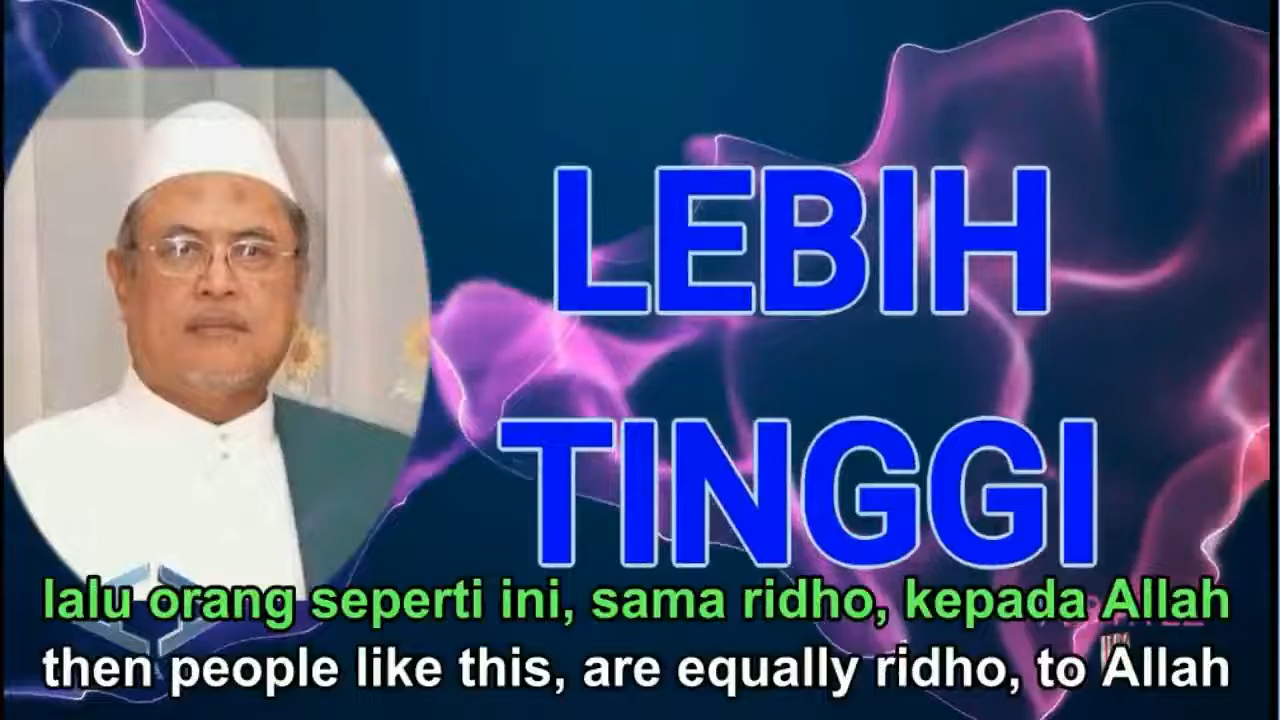 LEBIH
TINGGI
lalu orang seperti ini, sama ridho, kepada Allah
then people like this, are equally ridho, to Allah